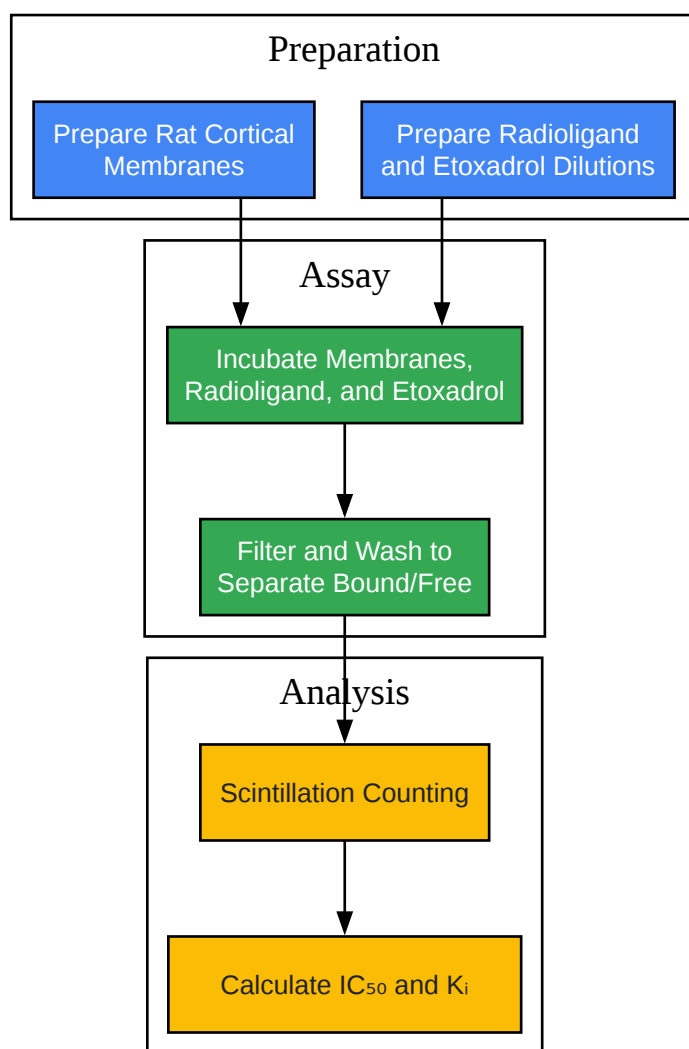 Preparation
Prepare Rat Cortical
Membranes
Prepare Radioligand
and Etoxadrol Dilutions
Assay
Incubate Membranes,
Radioligand, and Etoxadrol
Filter and Wash to
Separate Bound/Free
Analysis
Scintillation Counting
Calculate IC₅₀ and Kᵢ